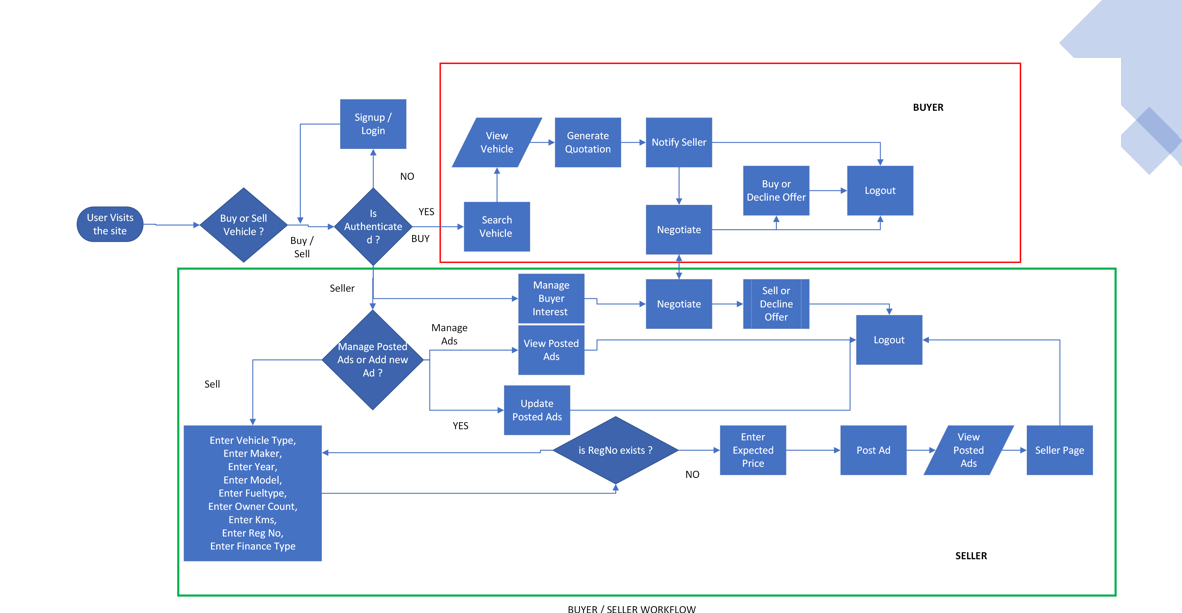 BUYER
Signup /
Login
View
Vehicle
Generate
Quotation
Notify Seller
NO
Buy or
Decline Offer
Logout
User Visits
the site
Buy or Sell
Vehicle ?
Is
Authenticate
d ?
YES
BUY
Search
Vehicle
Negotiate
Buy /
Sell
Seller
Manage
Buyer
Interest
Negotiate
Sell or
Decline
Offer
Manage
Ads
Manage Posted
Ads or Add new
Ad ?
View Posted
Ads
Logout
Sell
Update
Posted Ads
YES
Enter Vehicle Type,
Enter Maker,
Enter Year,
Enter Model,
Enter Fueltype,
Enter Owner Count,
Enter Kms,
Enter Reg No,
Enter Finance Type
is RegNo exists ?
NO
Enter
Expected
Price
Post Ad
View
Posted
Ads
Seller Page
SELLER
BUYER / SELLER WORKFLOW